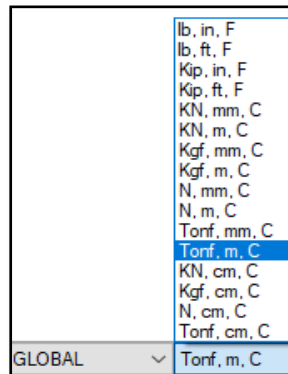 lb, in, F
lb, ft, F
Kip, in, F
Kip, ft, F
KN, mm, C
KN, m, C
Kgf, mm, C
Kgf, m, C
N, mm, C
N, m, C
Tonf, mm, C
Tonf, m, C
KN, cm, C
Kgf, cm, C
N, cm, C
Tonf, cm, C
GLOBAL Tonf, m, C